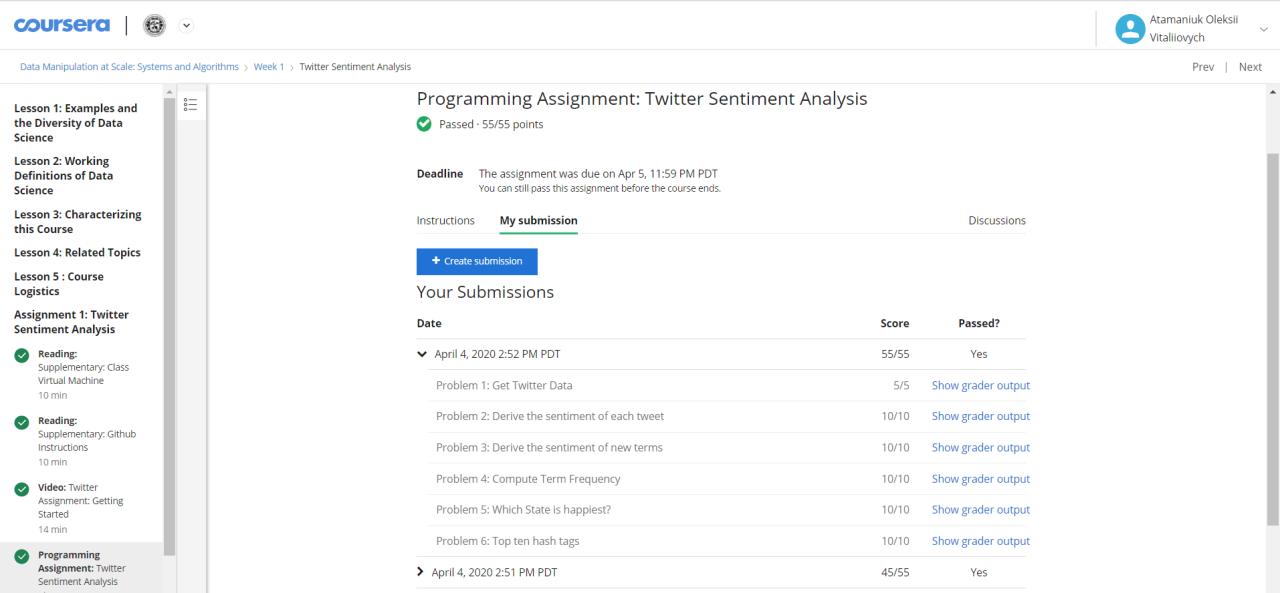 coursera
Atamaniuk Oleksii
Vitaliiovych
Data Manipulation at Scale: Systems and Algorithms > Week 1 > Twitter Sentiment Analysis
Prev | Next
Lesson 1: Examples and
the Diversity of Data
Science
Lesson 2: Working
Definitions of Data
Science
Lesson 3: Characterizing
this Course
Lesson 4: Related Topics
Lesson 5 : Course
Logistics
Assignment 1: Twitter
Sentiment Analysis
Reading:
Supplementary: Class
Virtual Machine
10 min
Reading:
Supplementary: Github
Instructions
10 min
Video: Twitter
Assignment: Getting
Started
14 min
Programming
Assignment: Twitter
Sentiment Analysis
Programming Assignment: Twitter Sentiment Analysis
Passed · 55/55 points
Deadline The assignment was due on Apr 5, 11:59 PM PDT
You can still pass this assignment before the course ends.
Instructions My submission Discussions
+ Create submission
Your Submissions
Date Score Passed?
April 4, 2020 2:52 PM PDT 55/55 Yes
Problem 1: Get Twitter Data 5/5 Show grader output
Problem 2: Derive the sentiment of each tweet 10/10 Show grader output
Problem 3: Derive the sentiment of new terms 10/10 Show grader output
Problem 4: Compute Term Frequency 10/10 Show grader output
Problem 5: Which State is happiest? 10/10 Show grader output
Problem 6: Top ten hash tags 10/10 Show grader output
April 4, 2020 2:51 PM PDT 45/55 Yes